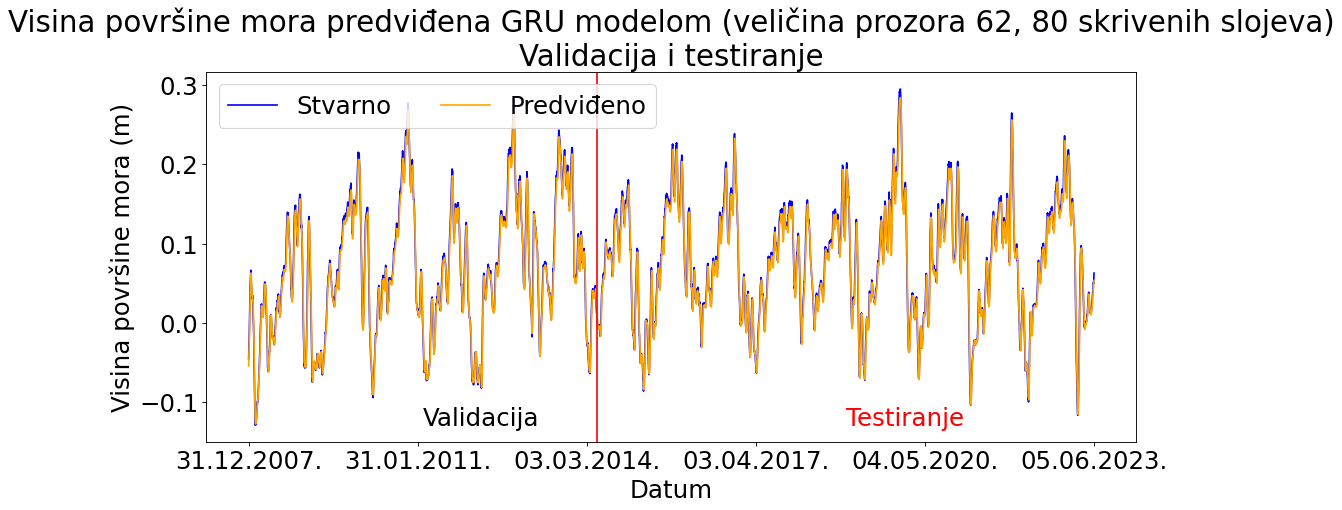 Visina površine mora predviđena GRU modelom (veličina prozora 62, 80 skrivenih slojeva)
Validacija i testiranje
Stvarno
Predviđeno
Visina površine mora (m)
0.3
0.2
0.1
0.0
−0.1
Validacija
Testiranje
31.12.2007.
31.01.2011.
03.03.2014.
03.04.2017.
04.05.2020.
05.06.2023.
Datum